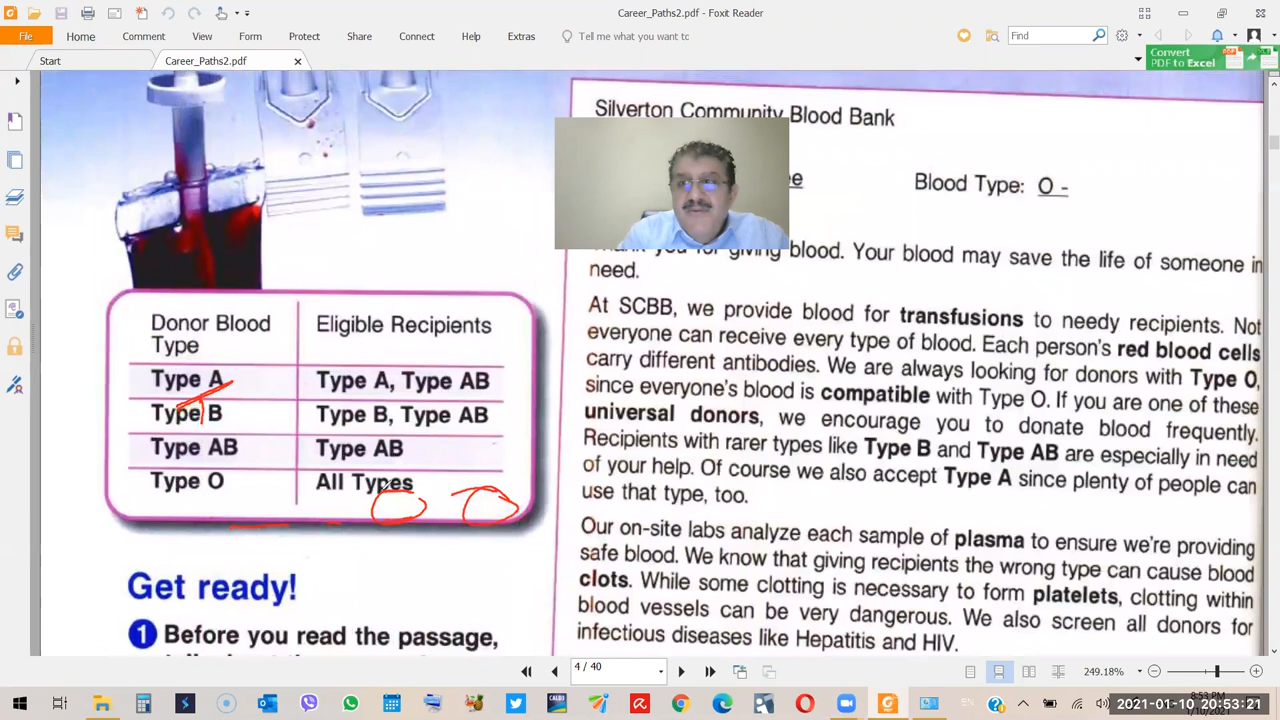 Career_Paths2.pdf - Foxit Reader
File
Home
Comment
View
Form
Protect
Share
Connect
Help
Extras
Tell me what you want to
Find
Start
Career_Paths2.pdf
Convert
PDF to Excel
Donor Blood
Type
Eligible Recipients
Type A
Type A, Type AB
Type B
Type B, Type AB
Type AB
Type AB
Type O
All Types
Get ready!
1 Before you read the passage,
Silverton Community Blood Bank
ee
Blood Type: O -
Thank you for giving blood. Your blood may save the life of someone in
need.
At SCBB, we provide blood for transfusions to needy recipients. Not
everyone can receive every type of blood. Each person's red blood cells
carry different antibodies. We are always looking for donors with Type O,
since everyone's blood is compatible with Type O. If you are one of these
universal donors, we encourage you to donate blood frequently.
Recipients with rarer types like Type B and Type AB are especially in need
of your help. Of course we also accept Type A since plenty of people can
use that type, too.
Our on-site labs analyze each sample of plasma to ensure we're providing
safe blood. We know that giving recipients the wrong type can cause blood
clots. While some clotting is necessary to form platelets, clotting within
blood vessels can be very dangerous. We also screen all donors for
infectious diseases like Hepatitis and HIV.
4 / 40
249.18%
8:53 PM
2021-01-10 20:53:21